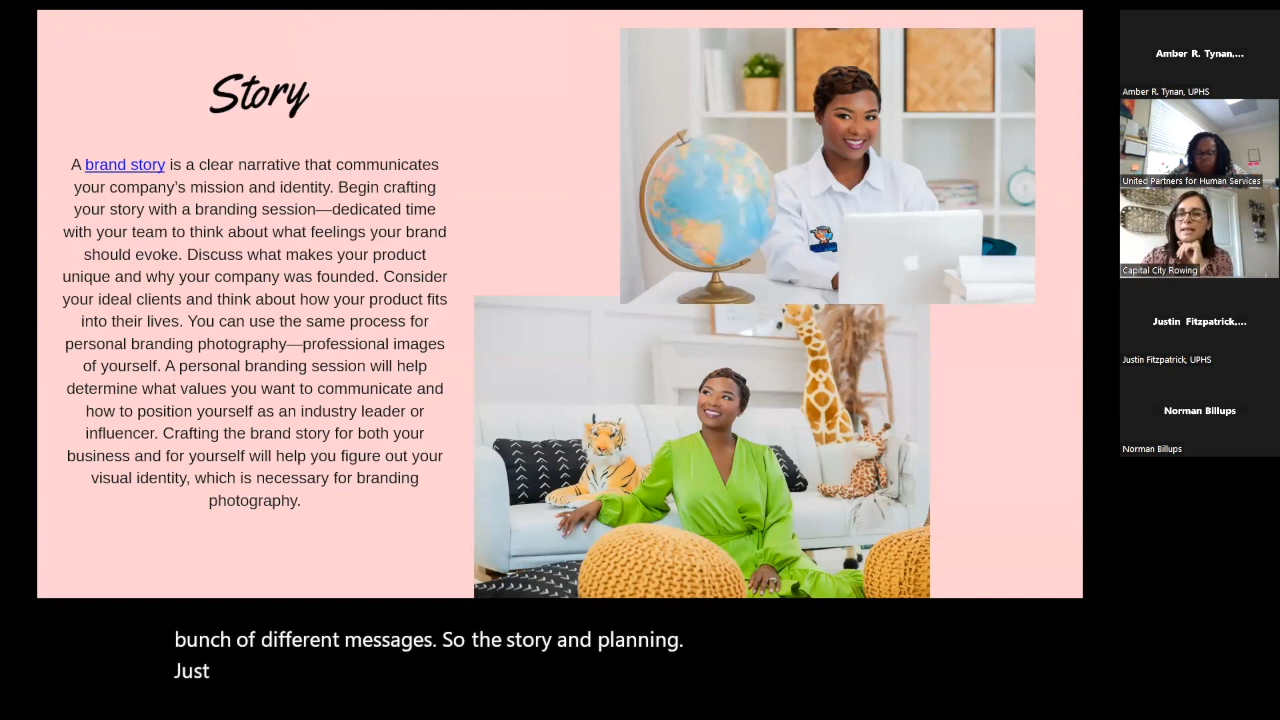 Story
A brand story is a clear narrative that communicates
your company's mission and identity. Begin crafting
your story with a branding session—dedicated time
with your team to think about what feelings your brand
should evoke. Discuss what makes your product
unique and why your company was founded. Consider
your ideal clients and think about how your product fits
into their lives. You can use the same process for
personal branding photography—professional images
of yourself. A personal branding session will help
determine what values you want to communicate and
how to position yourself as an industry leader or
influencer. Crafting the brand story for both your
business and for yourself will help you figure out your
visual identity, which is necessary for branding
photography.
Amber R. Tynan,...
Amber R. Tynan, UPHS
United Partners for Human Services
Capital City Rowing
Justin Fitzpatrick,...
Justin Fitzpatrick, UPHS
Norman Billups
Norman Billups
bunch of different messages. So the story and planning.
Just